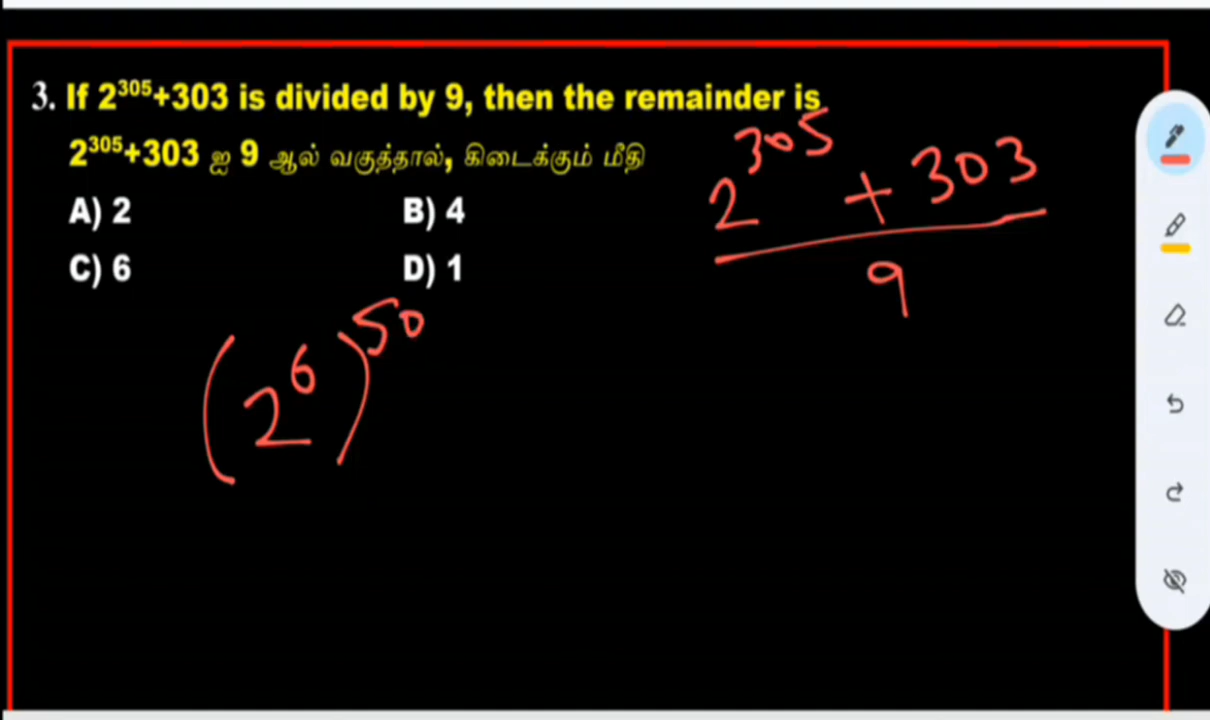 3. If 2³⁰⁵+303 is divided by 9, then the remainder is
2³⁰⁵+303 ஐ 9 ஆல் வகுத்தால், கிடைக்கும் மீதி
A) 2 B) 4
C) 6 D) 1
2³⁰⁵ + 303
9
(2⁶)⁵⁰